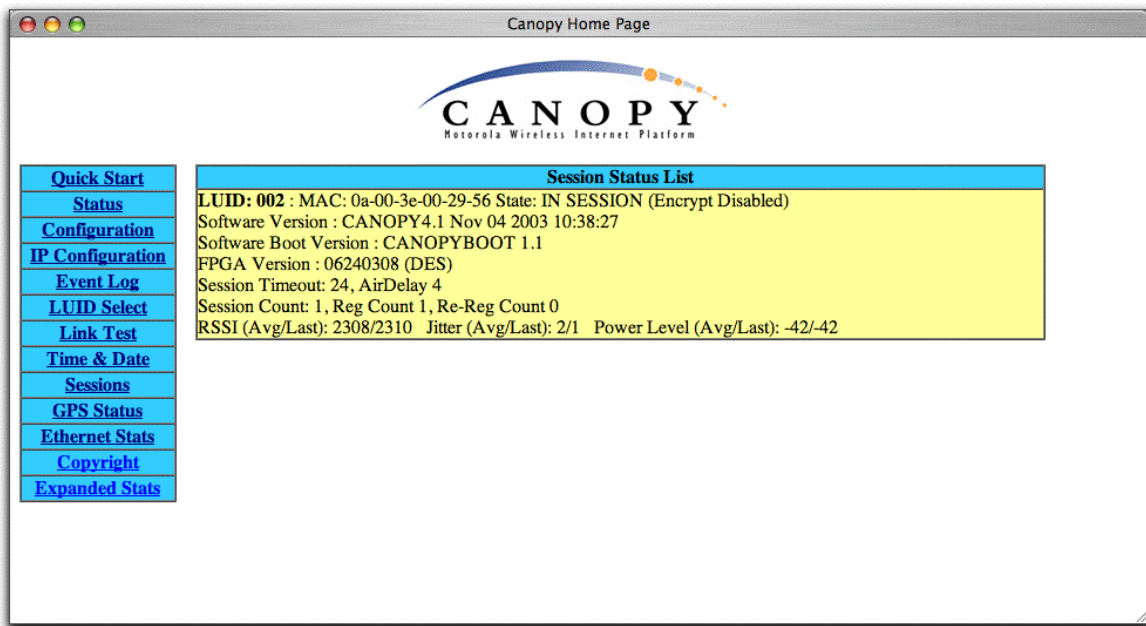 Canopy Home Page
CANOPY
Motorola Wireless Internet Platform
Quick Start
Status
Configuration
IP Configuration
Event Log
LUID Select
Link Test
Time & Date
Sessions
GPS Status
Ethernet Stats
Copyright
Expanded Stats
Session Status List
LUID: 002 : MAC: 0a-00-3e-00-29-56 State: IN SESSION (Encrypt Disabled)
Software Version : CANOPY4.1 Nov 04 2003 10:38:27
Software Boot Version : CANOPYBOOT 1.1
FPGA Version : 06240308 (DES)
Session Timeout: 24, AirDelay 4
Session Count: 1, Reg Count 1, Re-Reg Count 0
RSSI (Avg/Last): 2308/2310 Jitter (Avg/Last): 2/1 Power Level (Avg/Last): -42/-42